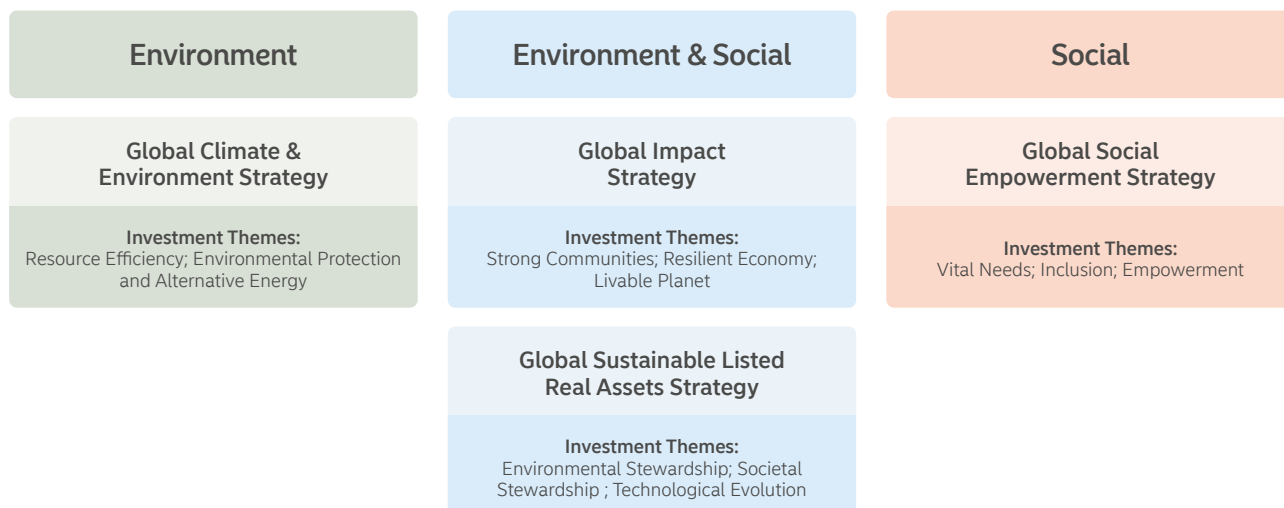 Environment
Environment & Social
Social
Global Climate &
Environment Strategy
Investment Themes:
Resource Efficiency; Environmental Protection
and Alternative Energy
Global Impact
Strategy
Investment Themes:
Strong Communities; Resilient Economy;
Livable Planet
Global Social
Empowerment Strategy
Investment Themes:
Vital Needs; Inclusion; Empowerment
Global Sustainable Listed
Real Assets Strategy
Investment Themes:
Environmental Stewardship; Societal
Stewardship ; Technological Evolution